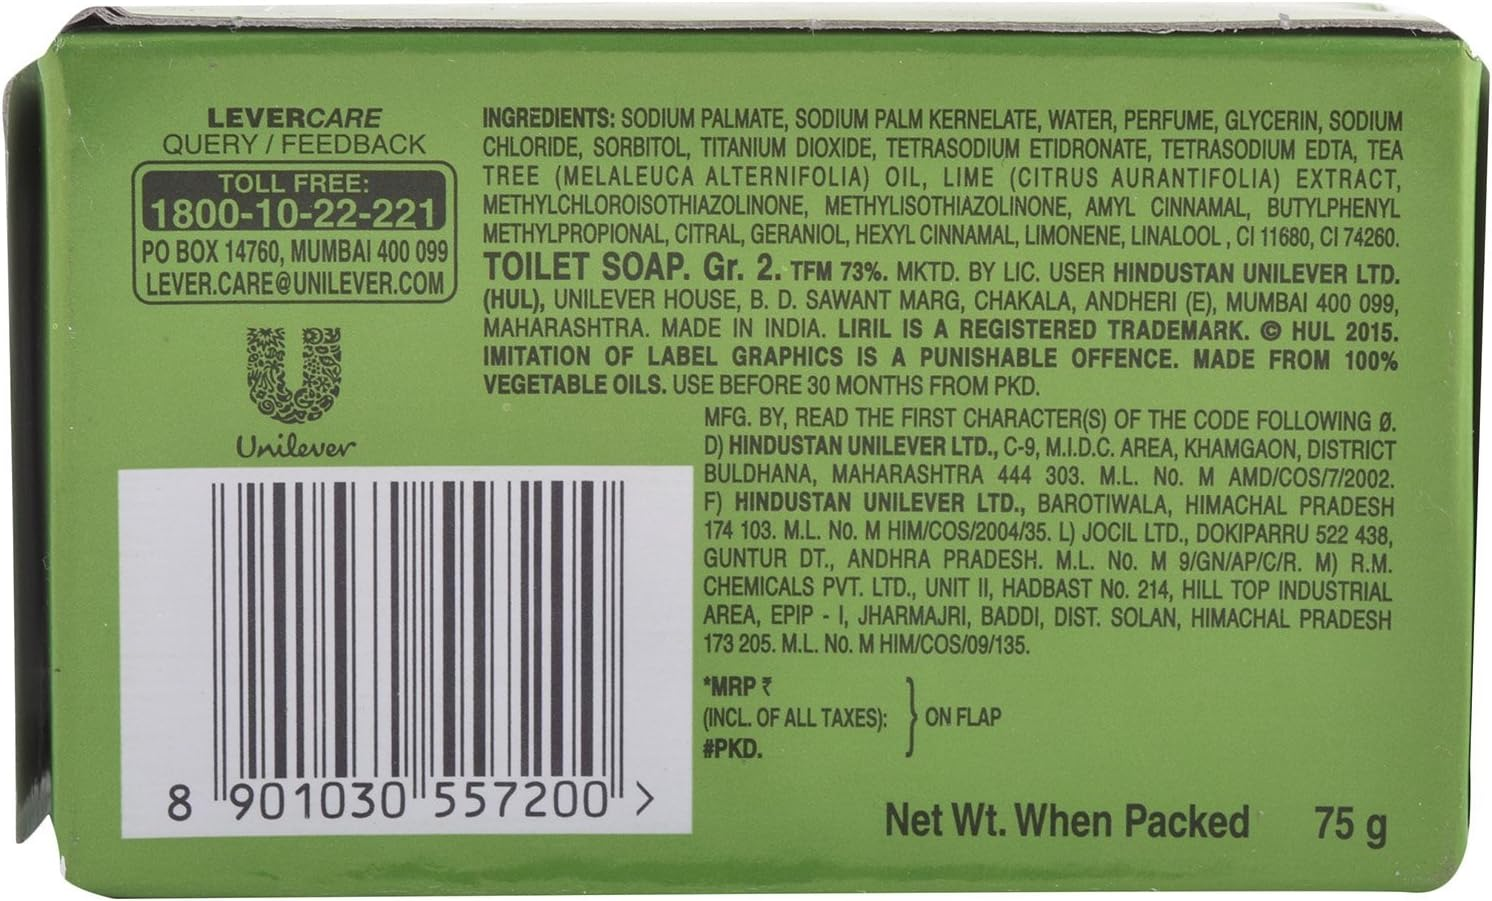 LEVERCARE
QUERY / FEEDBACK
TOLL FREE:
1800-10-22-221
PO BOX 14760, MUMBAI 400 099
LEVER.CARE@UNILEVER.COM
Unilever
INGREDIENTS: SODIUM PALMATE, SODIUM PALM KERNELATE, WATER, PERFUME, GLYCERIN, SODIUM
CHLORIDE, SORBITOL, TITANIUM DIOXIDE, TETRASODIUM ETIDRONATE, TETRASODIUM EDTA, TEA
TREE (MELALEUCA ALTERNIFOLIA) OIL, LIME (CITRUS AURANTIFOLIA) EXTRACT,
METHYLCHLOROISOTHIAZOLINONE, METHYLISOTHIAZOLINONE, AMYL CINNAMAL, BUTYLPHENYL
METHYLPROPIONAL, CITRAL, GERANIOL, HEXYL CINNAMAL, LIMONENE, LINALOOL , CI 11680, CI 74260.
TOILET SOAP. Gr. 2. TFM 73%. MKTD. BY LIC. USER HINDUSTAN UNILEVER LTD.
(HUL), UNILEVER HOUSE, B. D. SAWANT MARG, CHAKALA, ANDHERI (E), MUMBAI 400 099,
MAHARASHTRA. MADE IN INDIA. LIRIL IS A REGISTERED TRADEMARK. © HUL 2015.
IMITATION OF LABEL GRAPHICS IS A PUNISHABLE OFFENCE. MADE FROM 100%
VEGETABLE OILS. USE BEFORE 30 MONTHS FROM PKD.
MFG. BY, READ THE FIRST CHARACTER(S) OF THE CODE FOLLOWING Ø.
D) HINDUSTAN UNILEVER LTD., C-9, M.I.D.C. AREA, KHAMGAON, DISTRICT
BULDHANA, MAHARASHTRA 444 303. M.L. No. M AMD/COS/7/2002.
F) HINDUSTAN UNILEVER LTD., BAROTIWALA, HIMACHAL PRADESH
174 103. M.L. No. M HIM/COS/2004/35. L) JOCIL LTD., DOKIPARRU 522 438,
GUNTUR DT., ANDHRA PRADESH. M.L. No. M 9/GN/AP/C/R. M) R.M.
CHEMICALS PVT. LTD., UNIT II, HADBAST No. 214, HILL TOP INDUSTRIAL
AREA, EPIP - I, JHARMAJRI, BADDI, DIST. SOLAN, HIMACHAL PRADESH
173 205. M.L. No. M HIM/COS/09/135.
*MRP ₹
(INCL. OF ALL TAXES):
#PKD.
} ON FLAP
8 901030 557200 >
Net Wt. When Packed 75 g